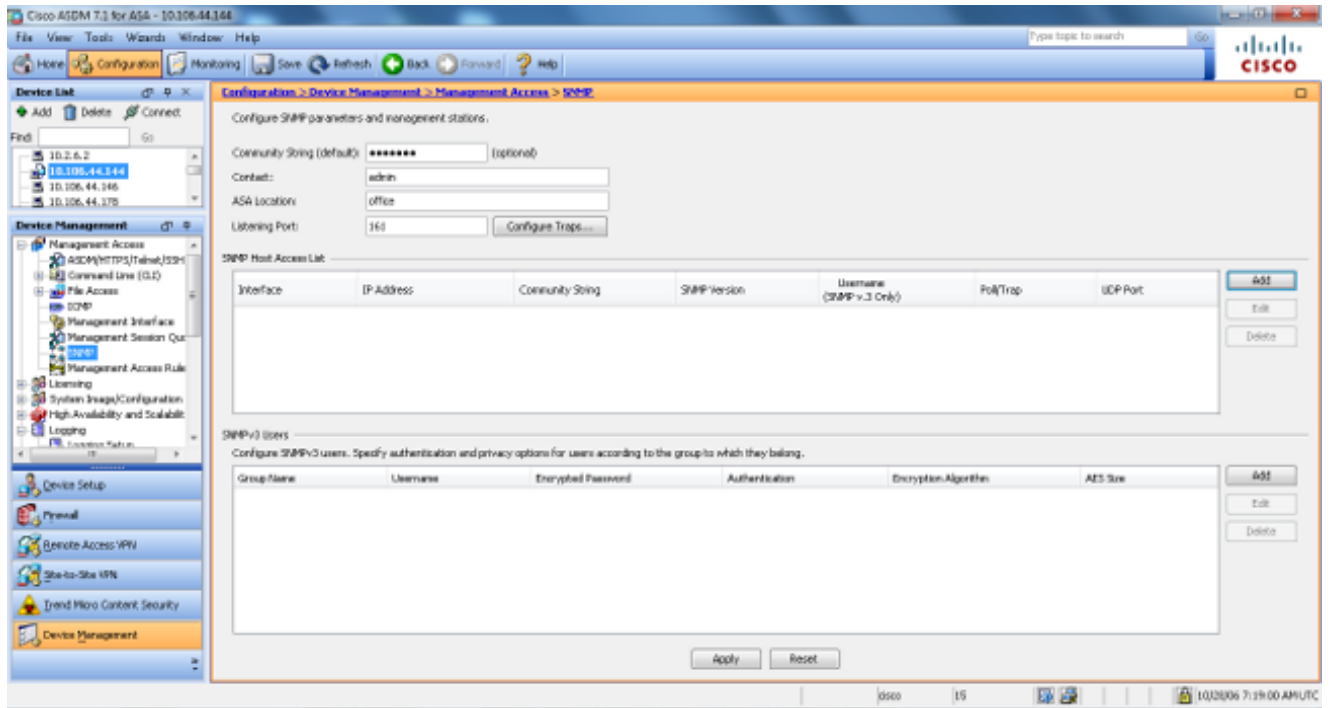 Cisco ASDM 7.1 for ASA - 10.106.44.144
File View Tools Wizards Window Help
Type topic to search Go
Home Configuration Monitoring Save Refresh Back Forward Help
CISCO
Device List
Add Delete Connect
Find: Go
10.2.6.2
10.106.44.144
10.106.44.146
10.106.44.178
Device Management
Management Access
ASDM/HTTPS/Telnet/SSH
Command Line (CLI)
File Access
ICMP
Management Interface
Management Session Quo
SNMP
Management Access Rule
Licensing
System Image/Configuration
High Availability and Scalabilit
Logging
Logging Setup
Device Setup
Firewall
Remote Access VPN
Site-to-Site VPN
Trend Micro Content Security
Device Management
Configuration > Device Management > Management Access > SNMP
Configure SNMP parameters and management stations.
Community String (default): ●●●●●●● (optional)
Contact: admin
ASA Location: office
Listening Port: 161 Configure Traps...
SNMP Host Access List
Interface IP Address Community String SNMP Version Username (SNMP v.3 Only) Poll/Trap UDP Port
Add
Edit
Delete
SNMPv3 Users
Configure SNMPv3 users. Specify authentication and privacy options for users according to the group to which they belong.
Group Name Username Encrypted Password Authentication Encryption Algorithm AES Size
Add
Edit
Delete
Apply Reset
cisco 15 10/28/06 7:19:00 AM UTC